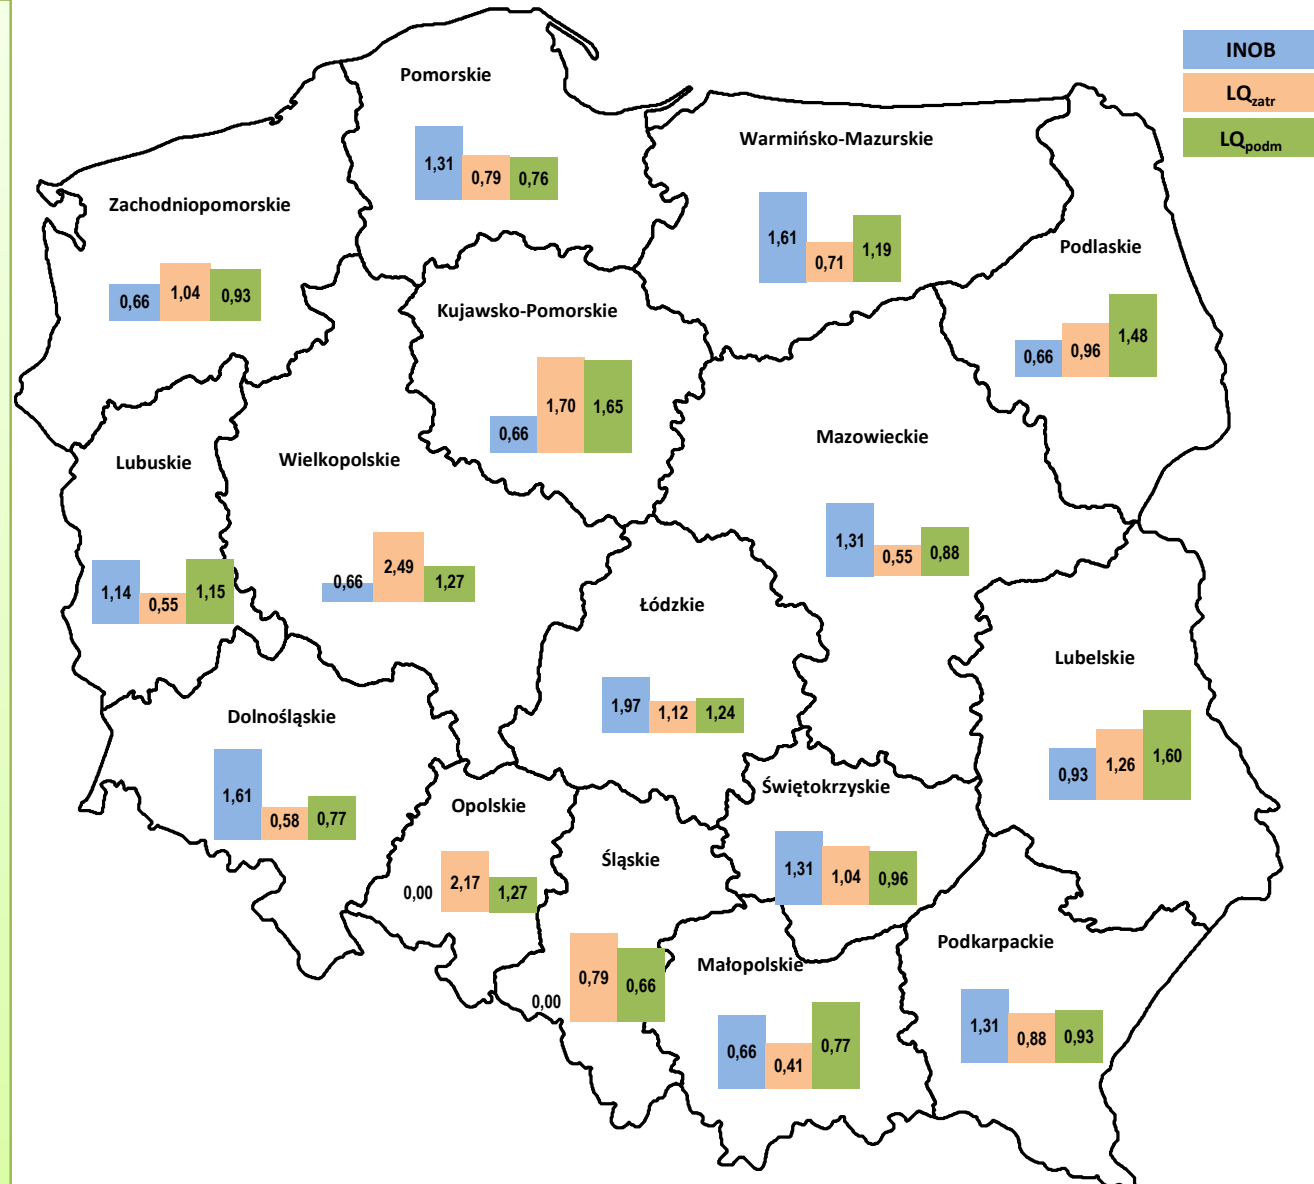 INOB
LQzatr
LQpodm
Pomorskie
1,31 0,79 0,76
Warmińsko-Mazurskie
1,61 0,71 1,19
Zachodniopomorskie
0,66 1,04 0,93
Podlaskie
0,66 0,96 1,48
Kujawsko-Pomorskie
0,66 1,70 1,65
Mazowieckie
1,31 0,55 0,88
Lubuskie
1,14 0,55 1,15
Wielkopolskie
0,66 2,49 1,27
Łódzkie
1,97 1,12 1,24
Lubelskie
0,93 1,26 1,60
Dolnośląskie
1,61 0,58 0,77
Opolskie
0,00 2,17 1,27
Świętokrzyskie
1,31 1,04 0,96
Śląskie
0,00 0,79 0,66
Małopolskie
0,66 0,41 0,77
Podkarpackie
1,31 0,88 0,93